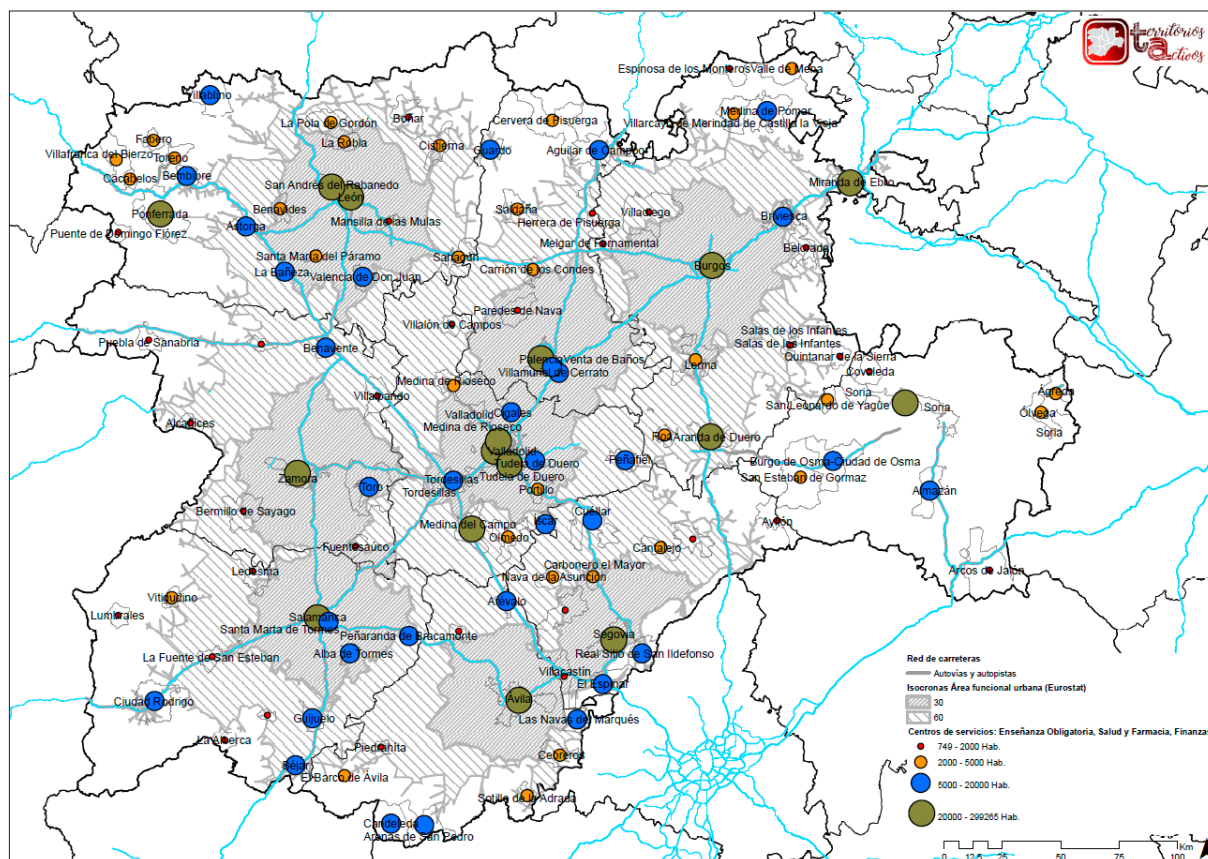 territorios
activos
Espinosa de los Monteros
Valle de Mena
Villablino
Medina de Pomar
Villarcayo de Merindad de Castilla la Vieja
La Pola de Gordón
Boñar
Cervera de Pisuerga
Fabero
La Robla
Cistierna
Guardo
Aguilar de Campoo
Villafranca del Bierzo
Toreno
Cacabelos
Bembibre
San Andrés del Rabanedo
León
Miranda de Ebro
Ponferrada
Benavides
Mansilla de las Mulas
Saldaña
Herrera de Pisuerga
Villadiego
Briviesca
Puente de Domingo Flórez
Astorga
Melgar de Fernamental
Belorado
Santa María del Páramo
Sahagún
Carrión de los Condes
Burgos
La Bañeza
Valencia de Don Juan
Paredes de Nava
Villalón de Campos
Salas de los Infantes
Salas de los Infantes
Puebla de Sanabria
Benavente
Palencia
Venta de Baños
Villamuriel de Cerrato
Lerma
Quintanar de la Sierra
Covaleda
Medina de Rioseco
Villalpando
Soria
San Leonardo de Yagüe
Soria
Ágreda
Ólvega
Soria
Valladolid
Cigales
Medina de Rioseco
Alcañices
Roa
Aranda de Duero
Valladolid
Tudela de Duero
Tudela de Duero
Peñafiel
Burgo de Osma-Ciudad de Osma
San Esteban de Gormaz
Zamora
Toro
Tordesillas
Tordesillas
Portillo
Almazán
Bermillo de Sayago
Medina del Campo
Olmedo
Íscar
Cuéllar
Ayllón
Fuentesaúco
Cantalejo
Ledesma
Carbonero el Mayor
Nava de la Asunción
Arcos de Jalón
Vitigudino
Arévalo
Lumbrales
Salamanca
Santa Marta de Tormes
Peñaranda de Bracamonte
Segovia
Alba de Tormes
Real Sitio de San Ildefonso
La Fuente de San Esteban
Villacastín
El Espinar
Ciudad Rodrigo
Ávila
Guijuelo
Las Navas del Marqués
La Alberca
Piedrahíta
Cebreros
Béjar
El Barco de Ávila
Sotillo de la Adrada
Candeleda
Arenas de San Pedro
Red de carreteras
Autovías y autopistas
Isocronas Área funcional urbana (Eurostat)
30
60
Centros de servicios: Enseñanza Obligatoria, Salud y Farmacia, Finanzas
749 - 2000 Hab.
2000 - 5000 Hab.
5000 - 20000 Hab.
20000 - 299265 Hab.
0 12,5 25 50 75 100
Km